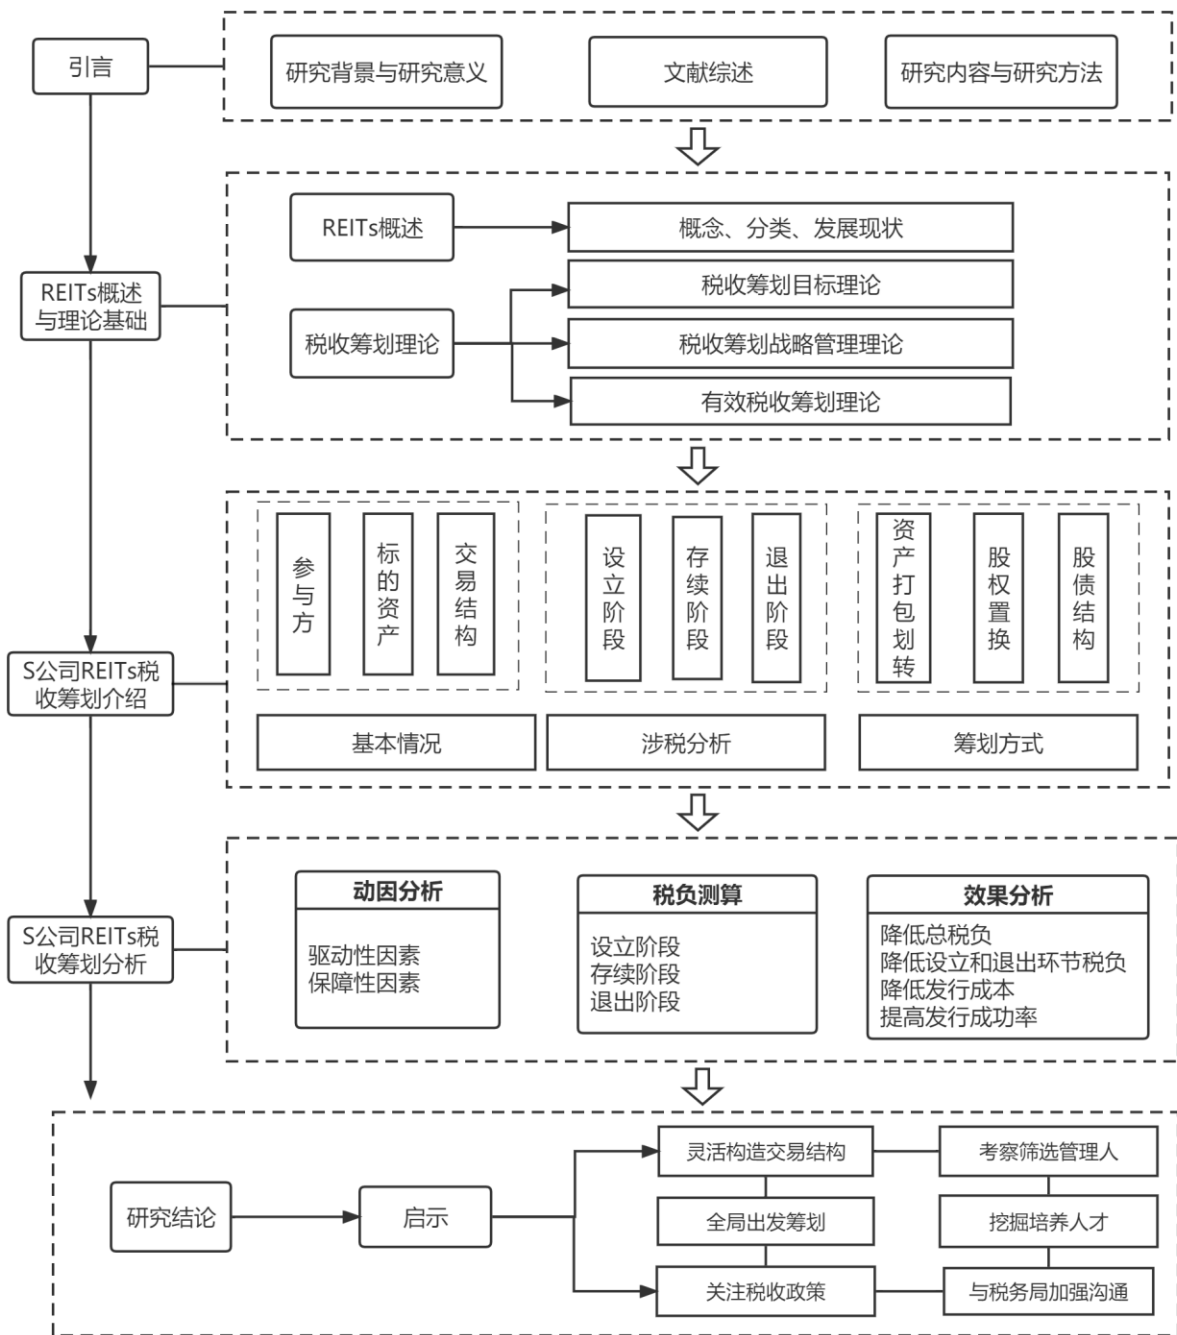 引言
研究背景与研究意义
文献综述
研究内容与研究方法
REITs概述
与理论基础
REITs概述
概念、分类、发展现状
税收筹划理论
税收筹划目标理论
税收筹划战略管理理论
有效税收筹划理论
S公司REITs税
收筹划介绍
参与方
标的资产
交易结构
设立阶段
存续阶段
退出阶段
资产打包划转
股权置换
股债结构
基本情况
涉税分析
筹划方式
S公司REITs税
收筹划分析
动因分析
驱动性因素
保障性因素
税负测算
设立阶段
存续阶段
退出阶段
效果分析
降低总税负
降低设立和退出环节税负
降低发行成本
提高发行成功率
研究结论
启示
灵活构造交易结构
考察筛选管理人
全局出发筹划
挖掘培养人才
关注税收政策
与税务局加强沟通